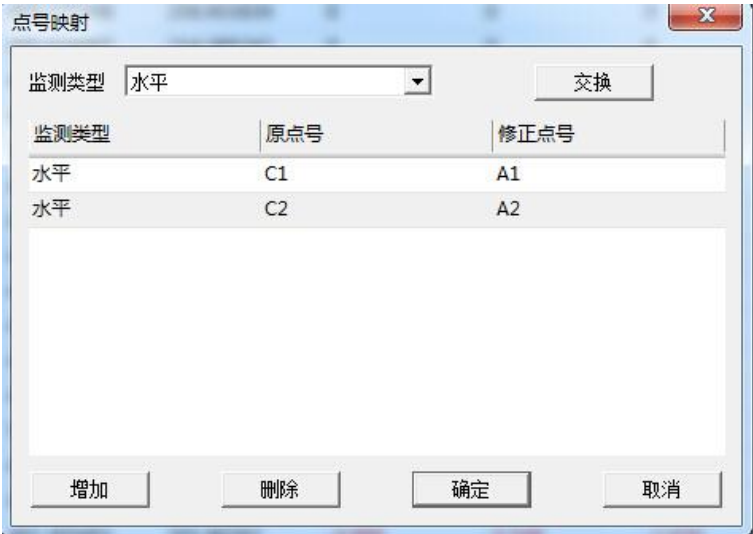 点号映射
监测类型 水平 交换
监测类型 原点号 修正点号
水平 C1 A1
水平 C2 A2
增加 删除 确定 取消